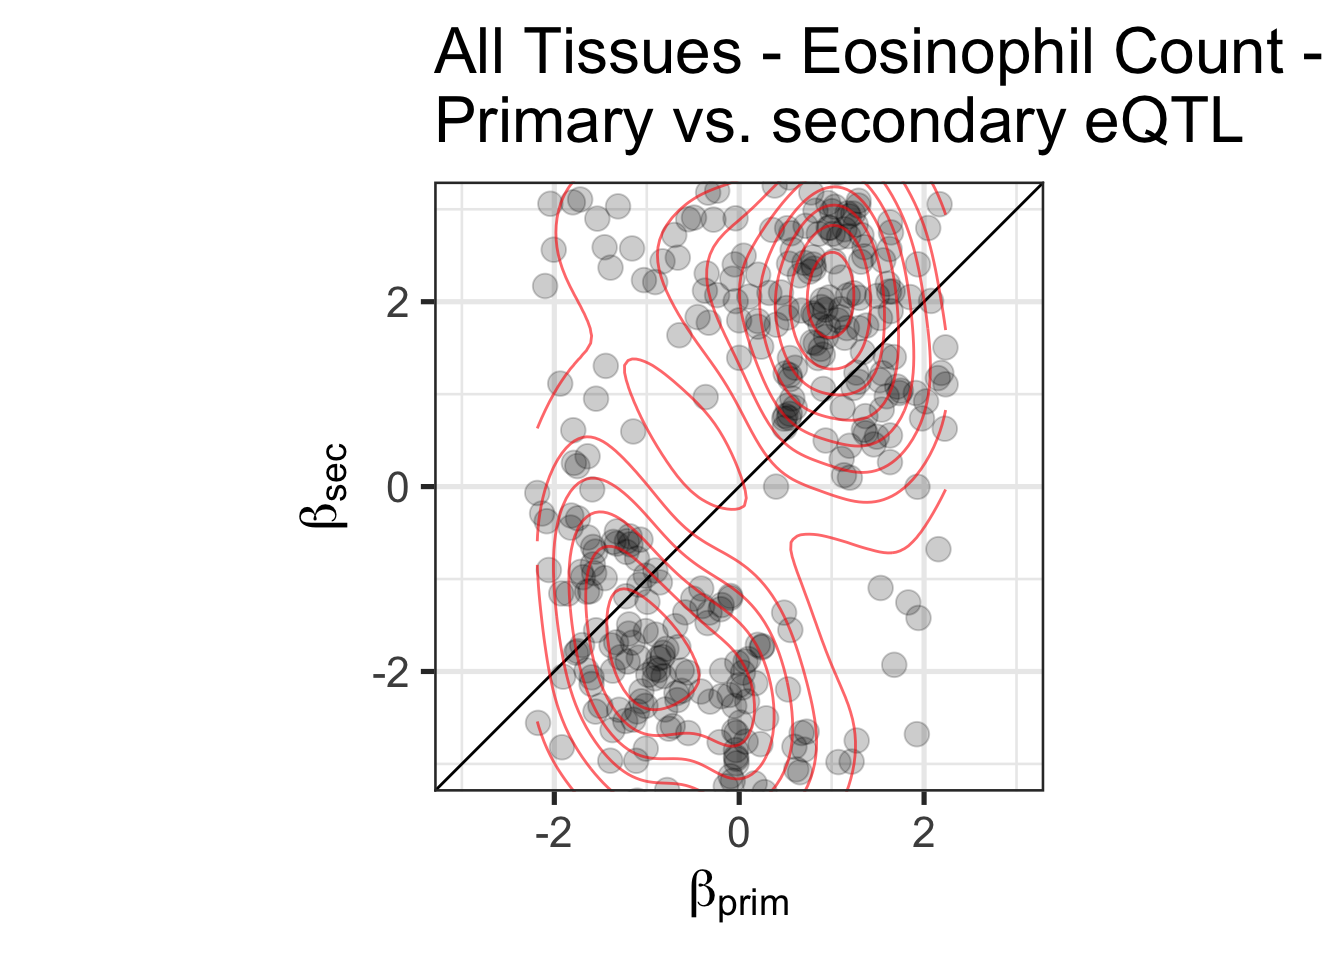 All Tissues - Eosinophil Count -
Primary vs. secondary eQTL
2
0
-2
βsec
-2 0 2
βprim